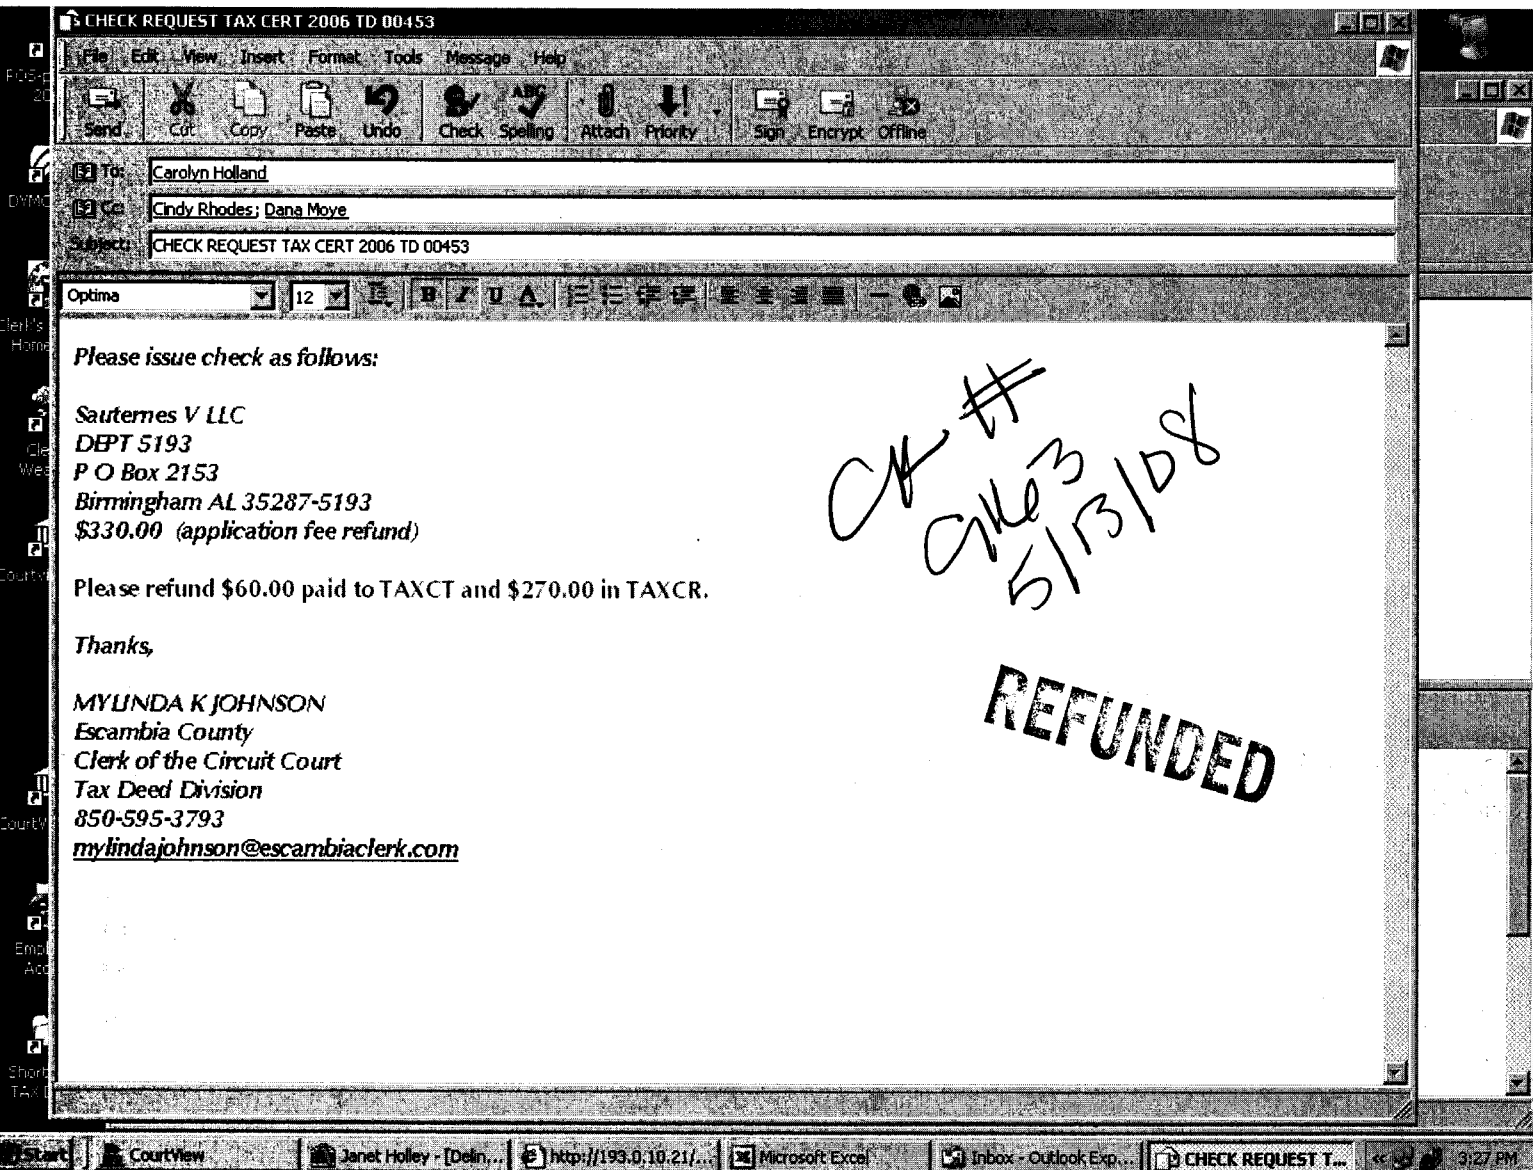 CHECK REQUEST TAX CERT 2006 TD 00453
File Edit View Insert Format Tools Message Help
Send Cut Copy Paste Undo Check Spelling Attach Priority Sign Encrypt Offline
To: Carolyn Holland
Cc: Cindy Rhodes; Dana Moye
Subject: CHECK REQUEST TAX CERT 2006 TD 00453
Optima 12
Please issue check as follows:
Sauternes V LLC
DEPT 5193
P O Box 2153
Birmingham AL 35287-5193
$330.00 (application fee refund)
Please refund $60.00 paid to TAXCT and $270.00 in TAXCR.
Thanks,
MYLINDA K JOHNSON
Escambia County
Clerk of the Circuit Court
Tax Deed Division
850-595-3793
mylindajohnson@escambiaclerk.com
CK #
5/13/08
REFUNDED
Start CourtView Janet Holley - [Delin... http://193.0.10.21/... Microsoft Excel Inbox - Outlook Exp... CHECK REQUEST T... 3:27 PM